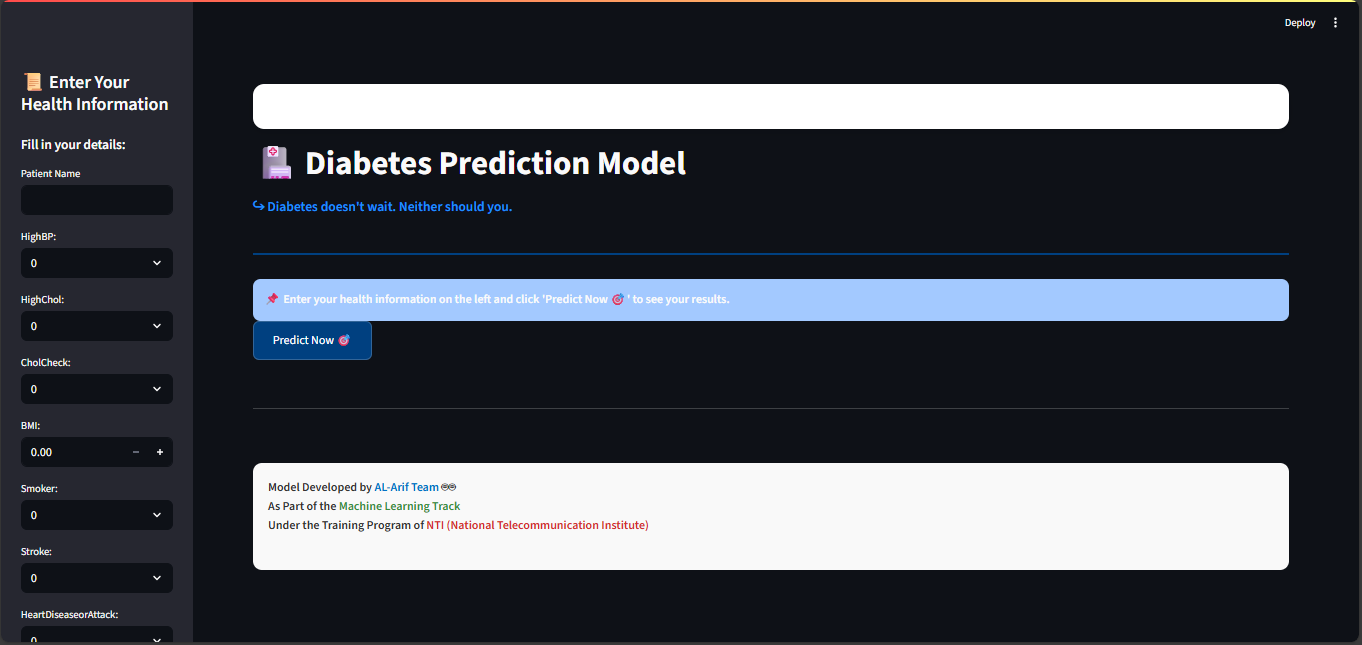 Deploy
📜 Enter Your
Health Information
Fill in your details:
Patient Name
HighBP:
0
HighChol:
0
CholCheck:
0
BMI:
0.00
Smoker:
0
Stroke:
0
HeartDiseaseorAttack:
0
Diabetes Prediction Model
↪ Diabetes doesn't wait. Neither should you.
📌 Enter your health information on the left and click 'Predict Now 🎯 ' to see your results.
Predict Now 🎯
Model Developed by AL-Arif Team
As Part of the Machine Learning Track
Under the Training Program of NTI (National Telecommunication Institute)